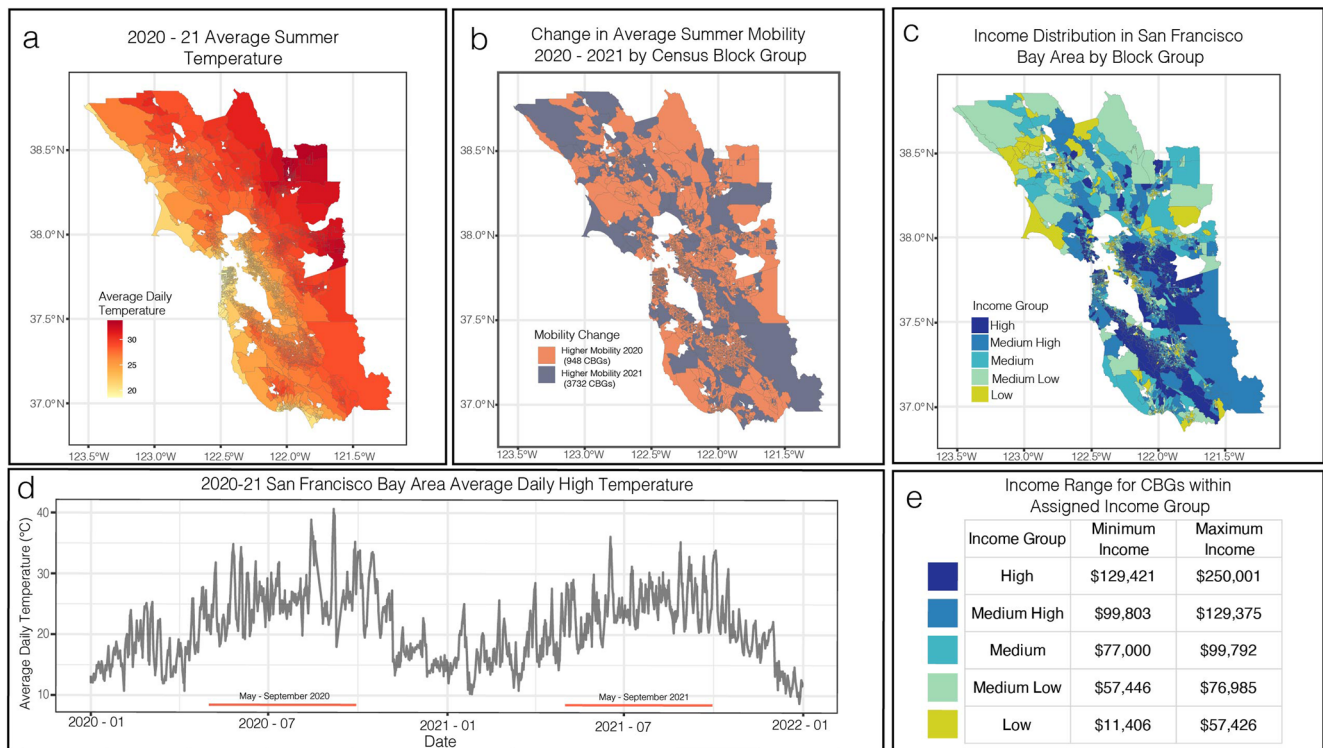 a
2020 - 21 Average Summer
Temperature
38.5°N
38.0°N
37.5°N
37.0°N
Average Daily
Temperature
30
25
20
123.5°W 123.0°W 122.5°W 122.0°W 121.5°W
b
Change in Average Summer Mobility
2020 - 2021 by Census Block Group
38.5°N
38.0°N
37.5°N
37.0°N
Mobility Change
Higher Mobility 2020
(948 CBGs)
Higher Mobility 2021
(3732 CBGs)
123.5°W 123.0°W 122.5°W 122.0°W 121.5°W
c
Income Distribution in San Francisco
Bay Area by Block Group
38.5°N
38.0°N
37.5°N
37.0°N
Income Group
High
Medium High
Medium
Medium Low
Low
123.5°W 123.0°W 122.5°W 122.0°W 121.5°W
d
2020-21 San Francisco Bay Area Average Daily High Temperature
Average Daily Temperature (°C)
40
30
20
10
May - September 2020
May - September 2021
2020 - 01 2020 - 07 2021 - 01 2021 - 07 2022 - 01
Date
e
Income Range for CBGs within
Assigned Income Group
Income Group Minimum Income Maximum Income
High $129,421 $250,001
Medium High $99,803 $129,375
Medium $77,000 $99,792
Medium Low $57,446 $76,985
Low $11,406 $57,426